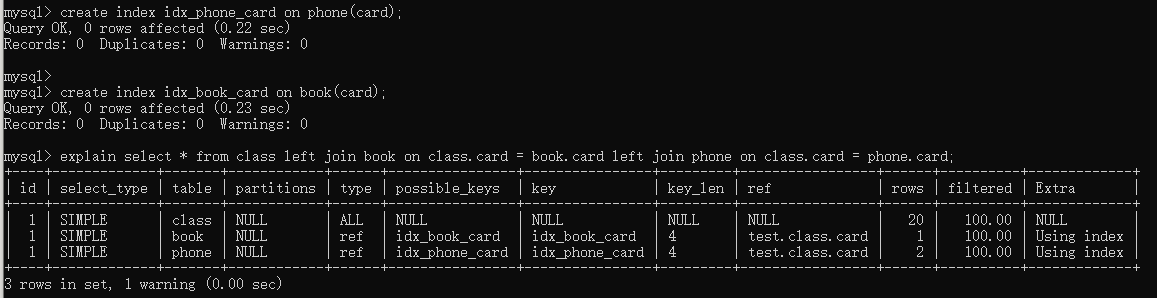 mysql> create index idx_phone_card on phone(card);
Query OK, 0 rows affected (0.22 sec)
Records: 0  Duplicates: 0  Warnings: 0

mysql>
mysql> create index idx_book_card on book(card);
Query OK, 0 rows affected (0.23 sec)
Records: 0  Duplicates: 0  Warnings: 0

mysql> explain select * from class left join book on class.card = book.card left join phone on class.card = phone.card;
+----+-------------+-------+------------+------+----------------+----------------+---------+-----------------+------+----------+-------------+
| id | select_type | table | partitions | type | possible_keys  | key            | key_len | ref             | rows | filtered | Extra       |
+----+-------------+-------+------------+------+----------------+----------------+---------+-----------------+------+----------+-------------+
|  1 | SIMPLE      | class | NULL       | ALL  | NULL           | NULL           | NULL    | NULL            |   20 |   100.00 | NULL        |
|  1 | SIMPLE      | book  | NULL       | ref  | idx_book_card  | idx_book_card  | 4       | test.class.card |    1 |   100.00 | Using index |
|  1 | SIMPLE      | phone | NULL       | ref  | idx_phone_card | idx_phone_card | 4       | test.class.card |    2 |   100.00 | Using index |
+----+-------------+-------+------------+------+----------------+----------------+---------+-----------------+------+----------+-------------+
3 rows in set, 1 warning (0.00 sec)